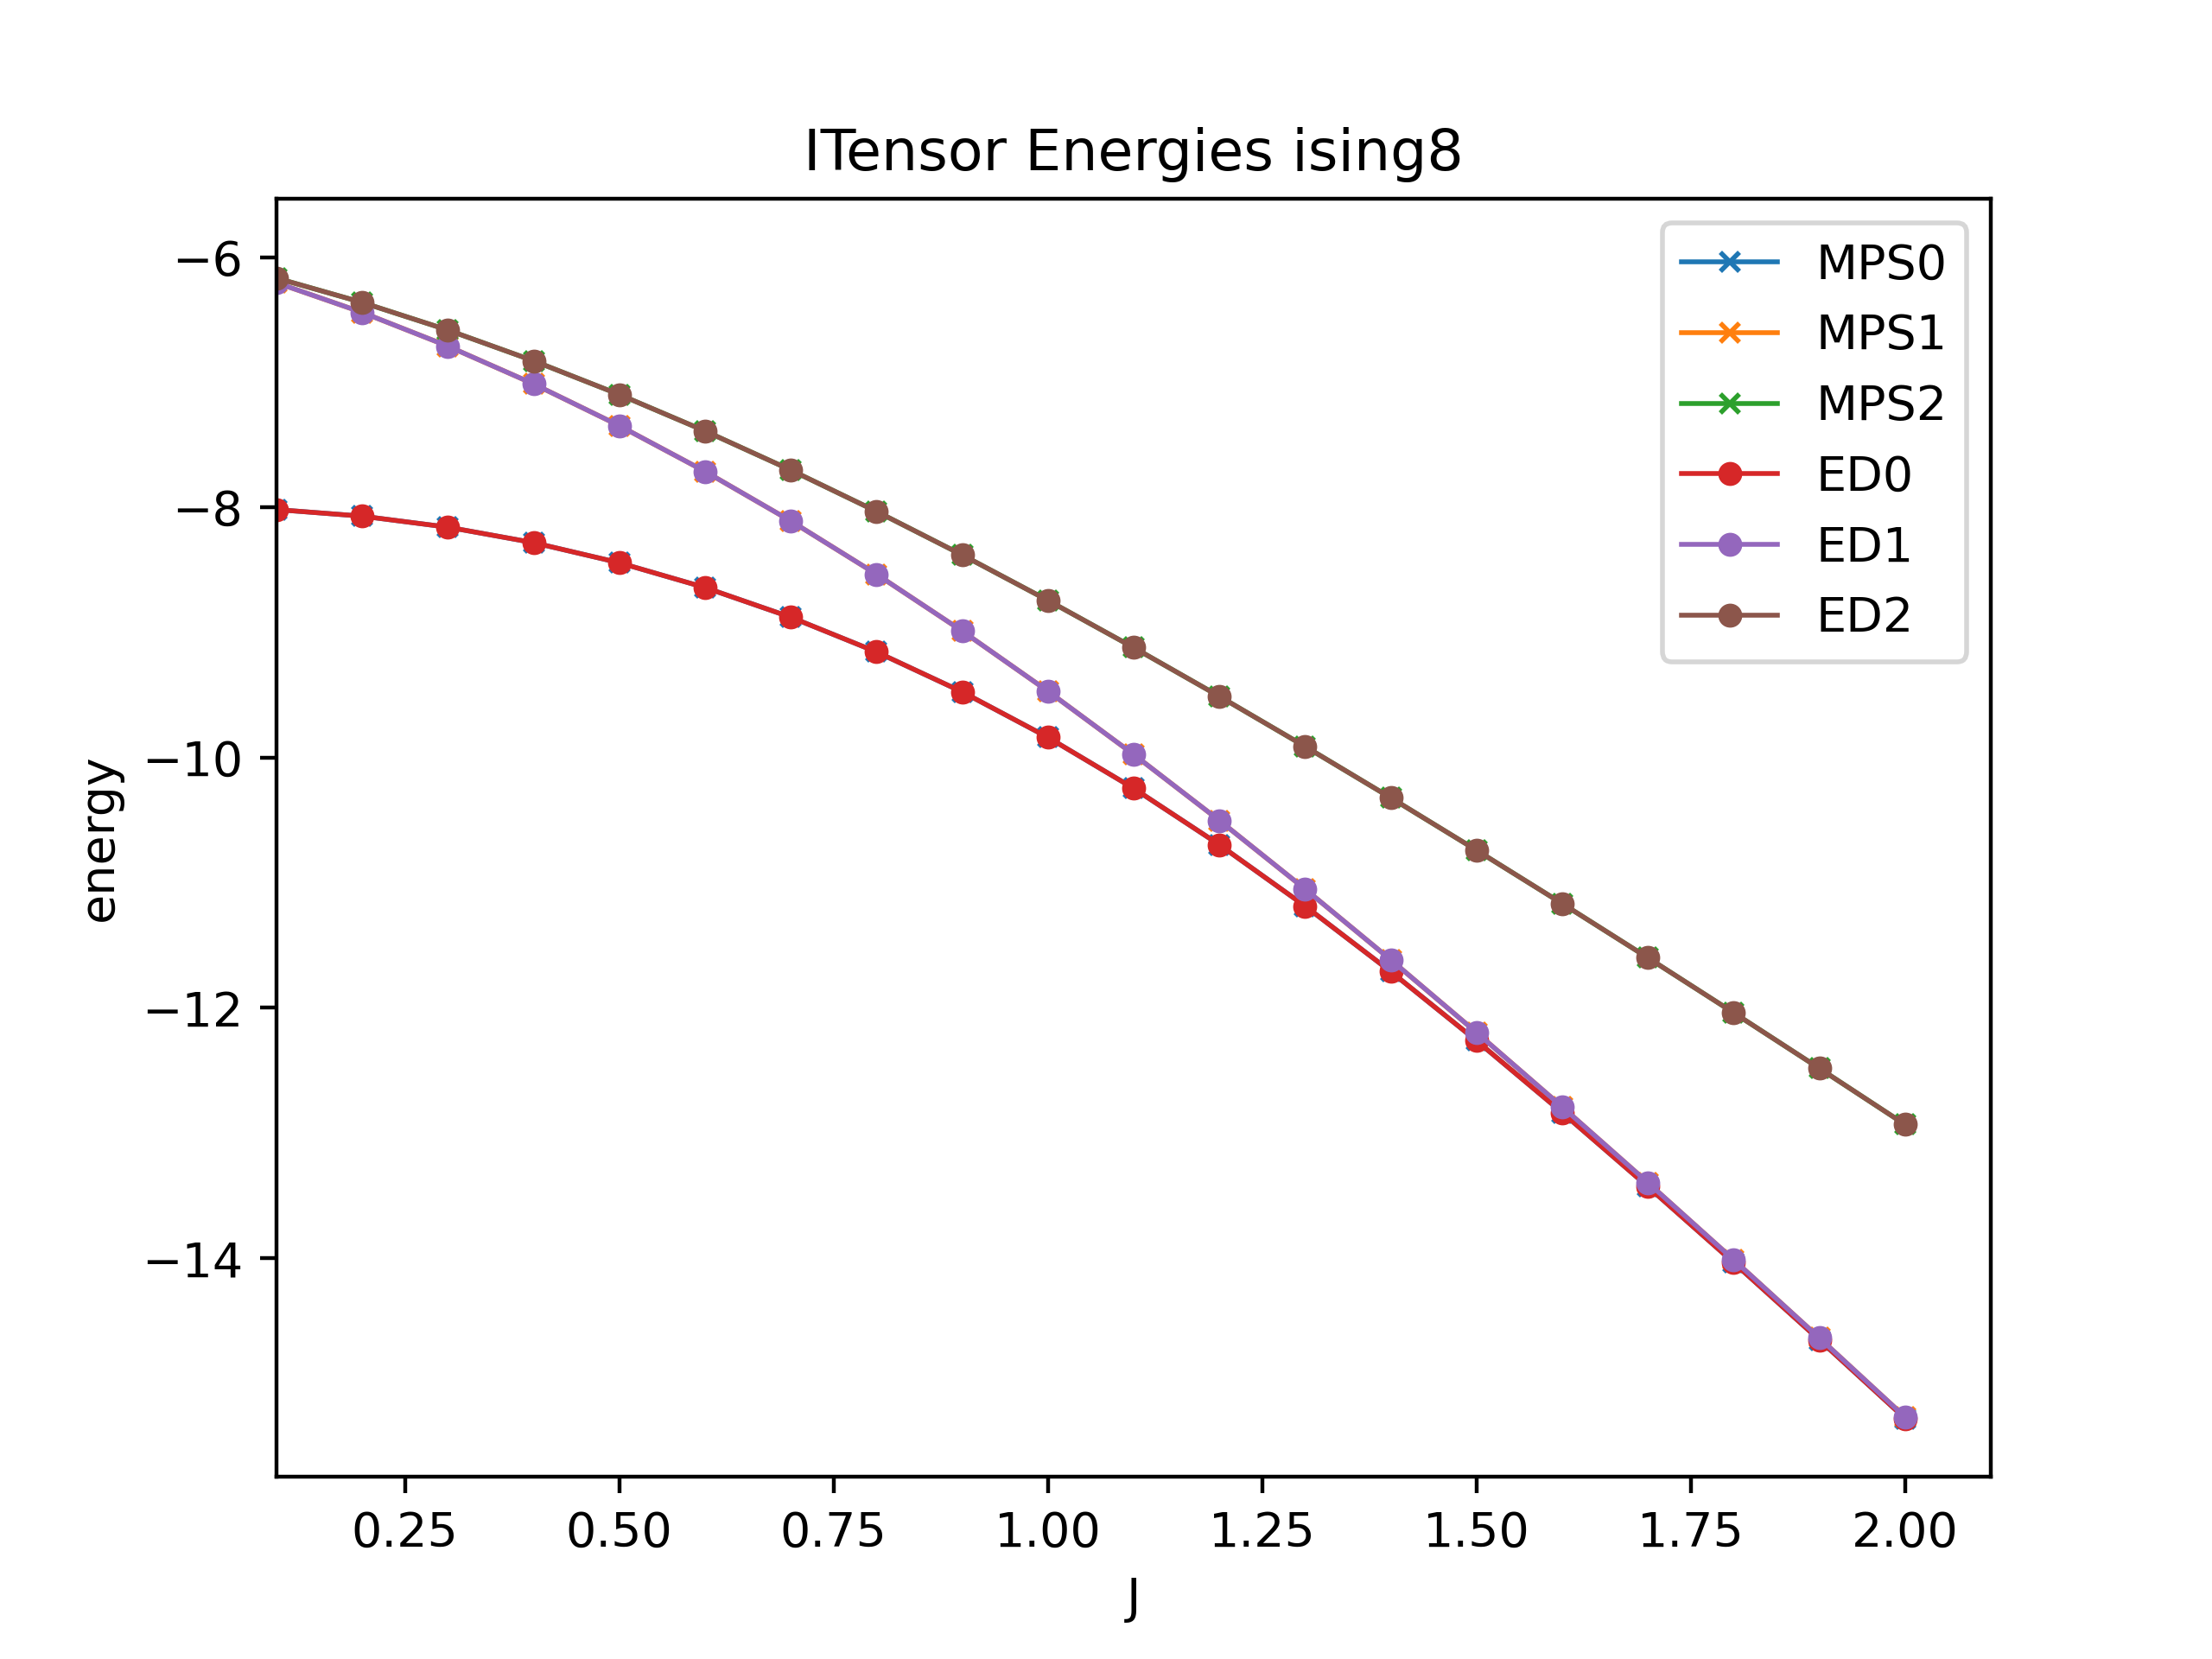 ITensor Energies ising8
−6
−8
−10
−12
−14
energy
MPS0
MPS1
MPS2
ED0
ED1
ED2
0.25 0.50 0.75 1.00 1.25 1.50 1.75 2.00
J